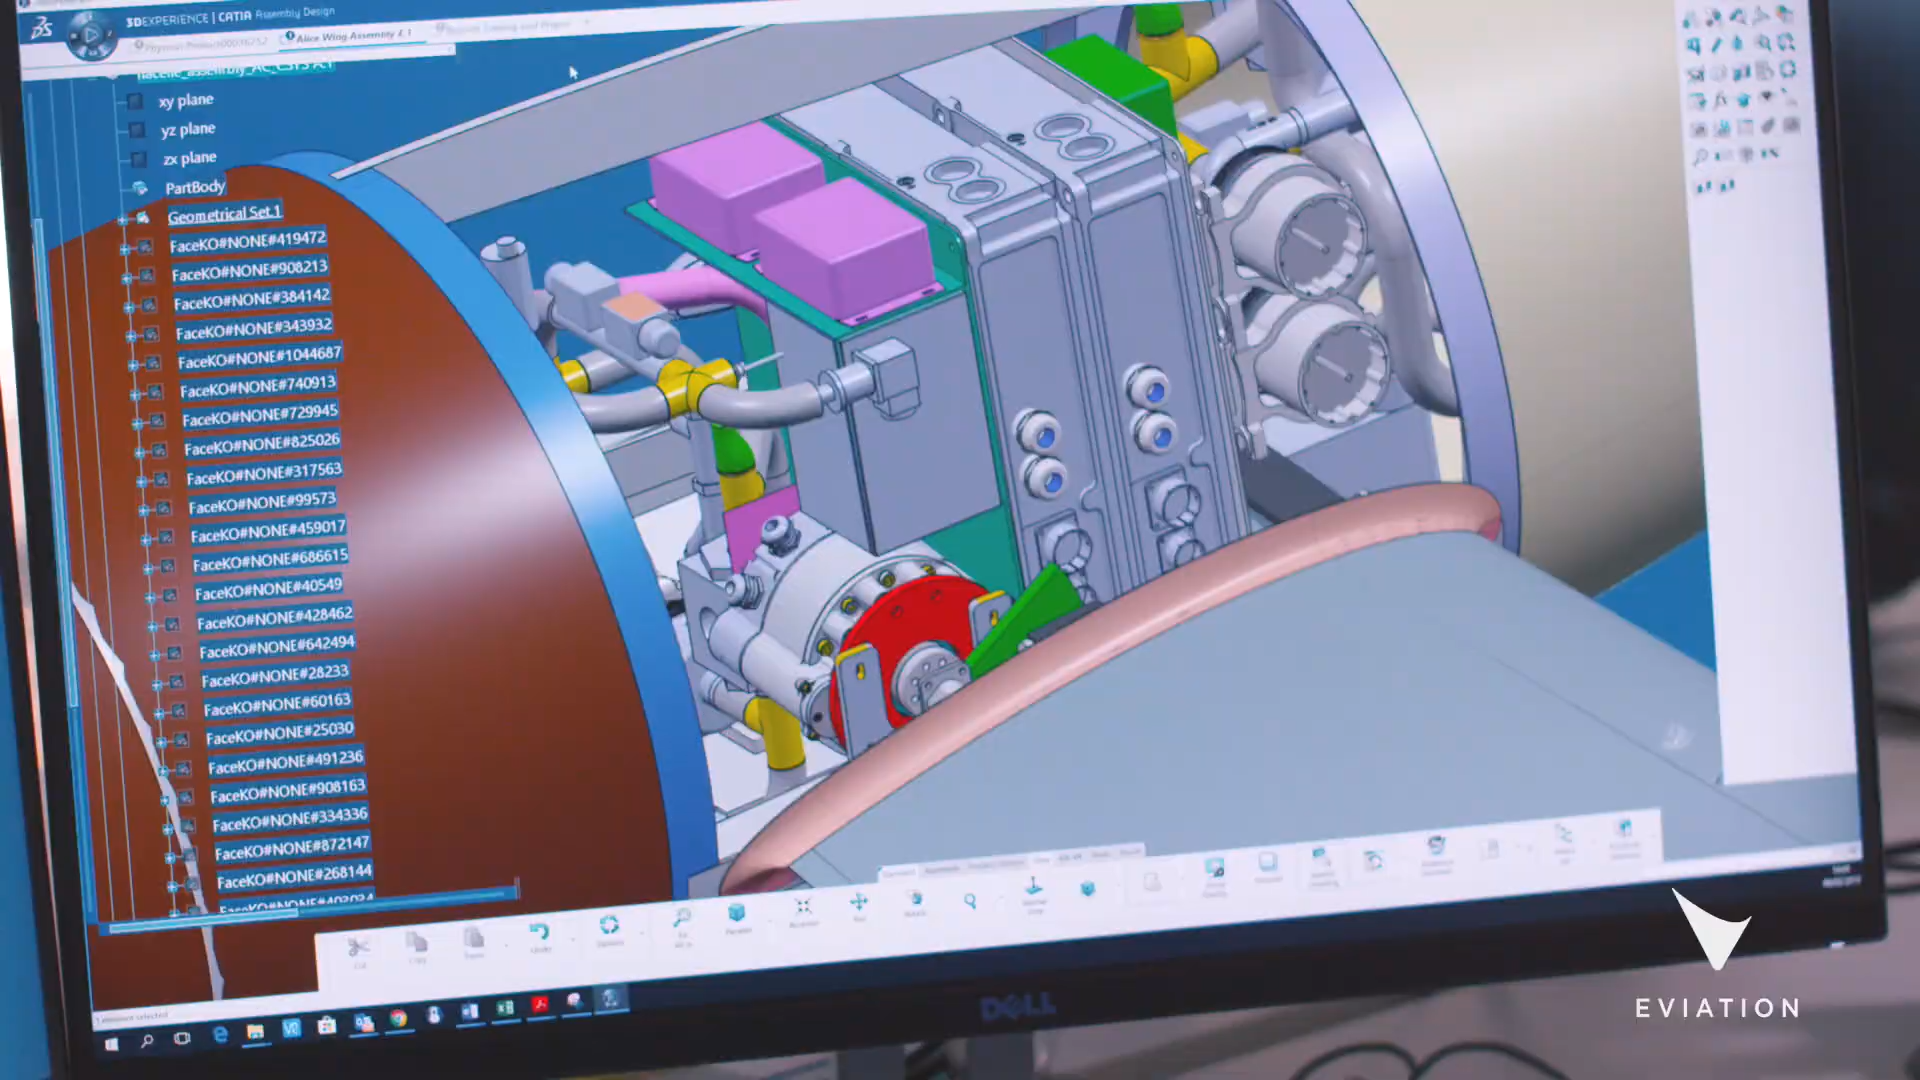 3DEXPERIENCE | CATIA Assembly Design
Alice Wing Assembly
nacelle_assembly_AC_CSYS A.1
xy plane
yz plane
zx plane
PartBody
Geometrical Set.1
FaceKO#NONE#419472
FaceKO#NONE#908213
FaceKO#NONE#384142
FaceKO#NONE#343932
FaceKO#NONE#1044687
FaceKO#NONE#740913
FaceKO#NONE#729945
FaceKO#NONE#825026
FaceKO#NONE#317563
FaceKO#NONE#99573
FaceKO#NONE#459017
FaceKO#NONE#686615
FaceKO#NONE#40549
FaceKO#NONE#428462
FaceKO#NONE#642494
FaceKO#NONE#28233
FaceKO#NONE#60163
FaceKO#NONE#25030
FaceKO#NONE#491236
FaceKO#NONE#908163
FaceKO#NONE#334336
FaceKO#NONE#872147
FaceKO#NONE#268144
DELL
EVIATION